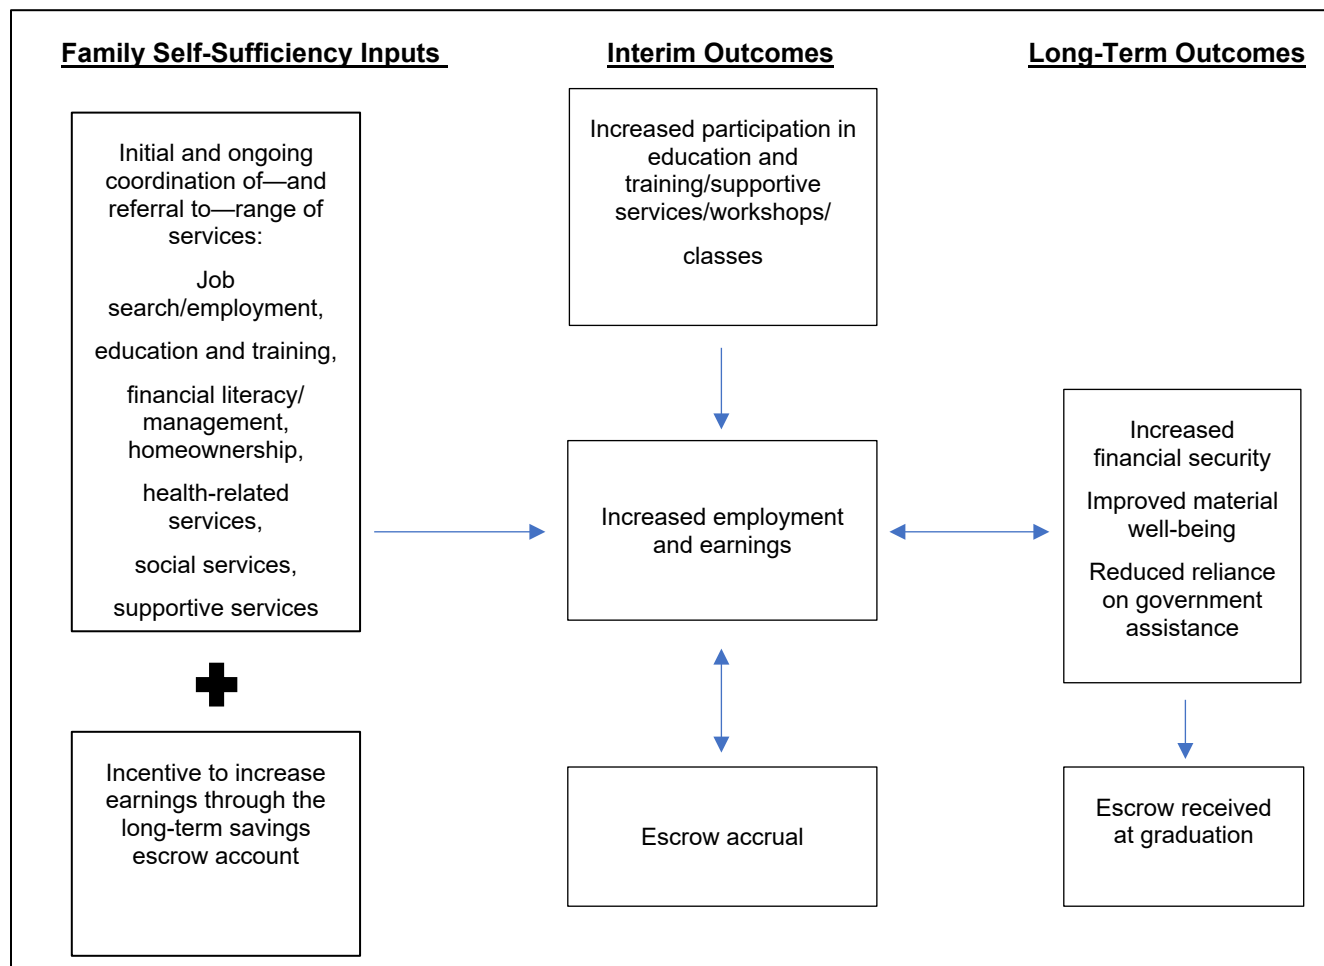 Family Self-Sufficiency Inputs
Initial and ongoing
coordination of—and
referral to—range of
services:
Job
search/employment,
education and training,
financial literacy/
management,
homeownership,
health-related
services,
social services,
supportive services
Incentive to increase
earnings through the
long-term savings
escrow account
Interim Outcomes
Increased participation in
education and
training/supportive
services/workshops/
classes
Increased employment
and earnings
Escrow accrual
Long-Term Outcomes
Increased
financial security
Improved material
well-being
Reduced reliance
on government
assistance
Escrow received
at graduation